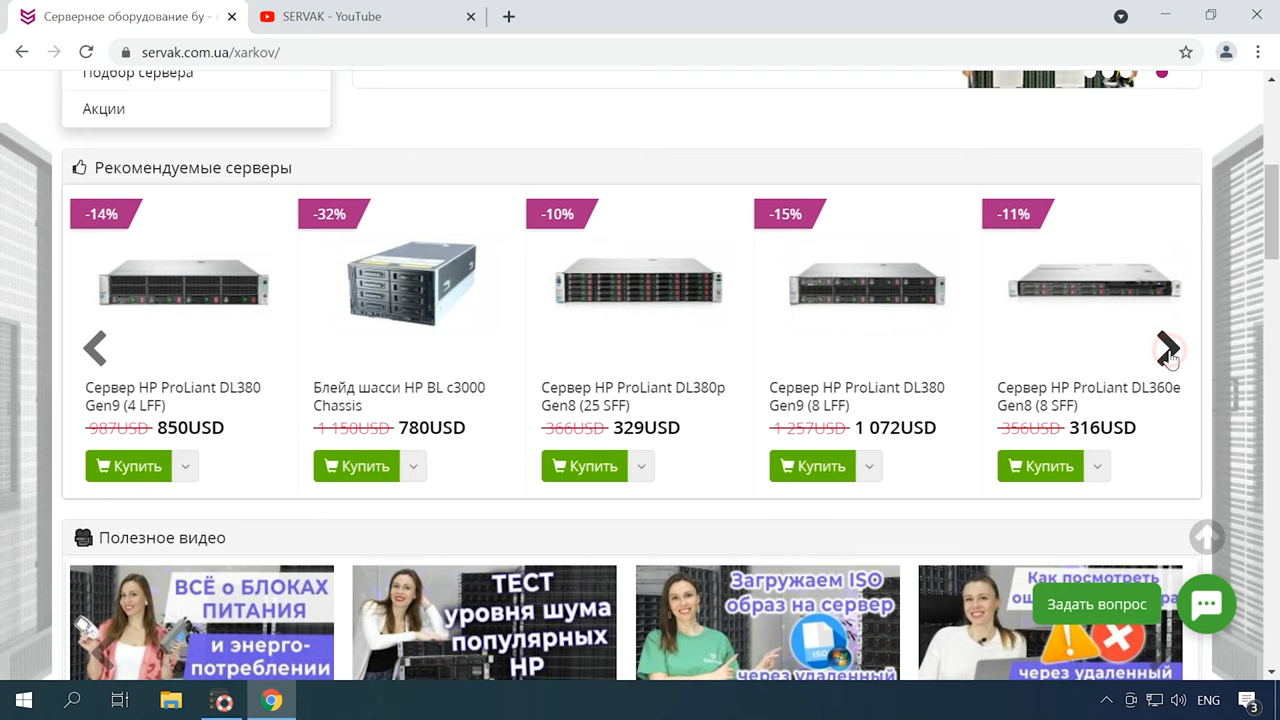 Серверное оборудование бу -
SERVAK - YouTube
servak.com.ua/xarkov/
Подбор сервера
Акции
Рекомендуемые серверы
-14%
-32%
-10%
-15%
-11%
Сервер HP ProLiant DL380
Gen9 (4 LFF)
987USD 850USD
Купить
Блейд шасси HP BL c3000
Chassis
1 150USD 780USD
Купить
Сервер HP ProLiant DL380p
Gen8 (25 SFF)
366USD 329USD
Купить
Сервер HP ProLiant DL380
Gen9 (8 LFF)
1 257USD 1 072USD
Купить
Сервер HP ProLiant DL360e
Gen8 (8 SFF)
356USD 316USD
Купить
Полезное видео
ВСЁ о БЛОКАХ
ПИТАНИЯ
и энерго-
потреблении
ТЕСТ
уровня шума
популярных
HP
Загружаем ISO
образ на сервер
ISO
через удаленный
Как посмотреть
через удаленный
Задать вопрос
ENG
3